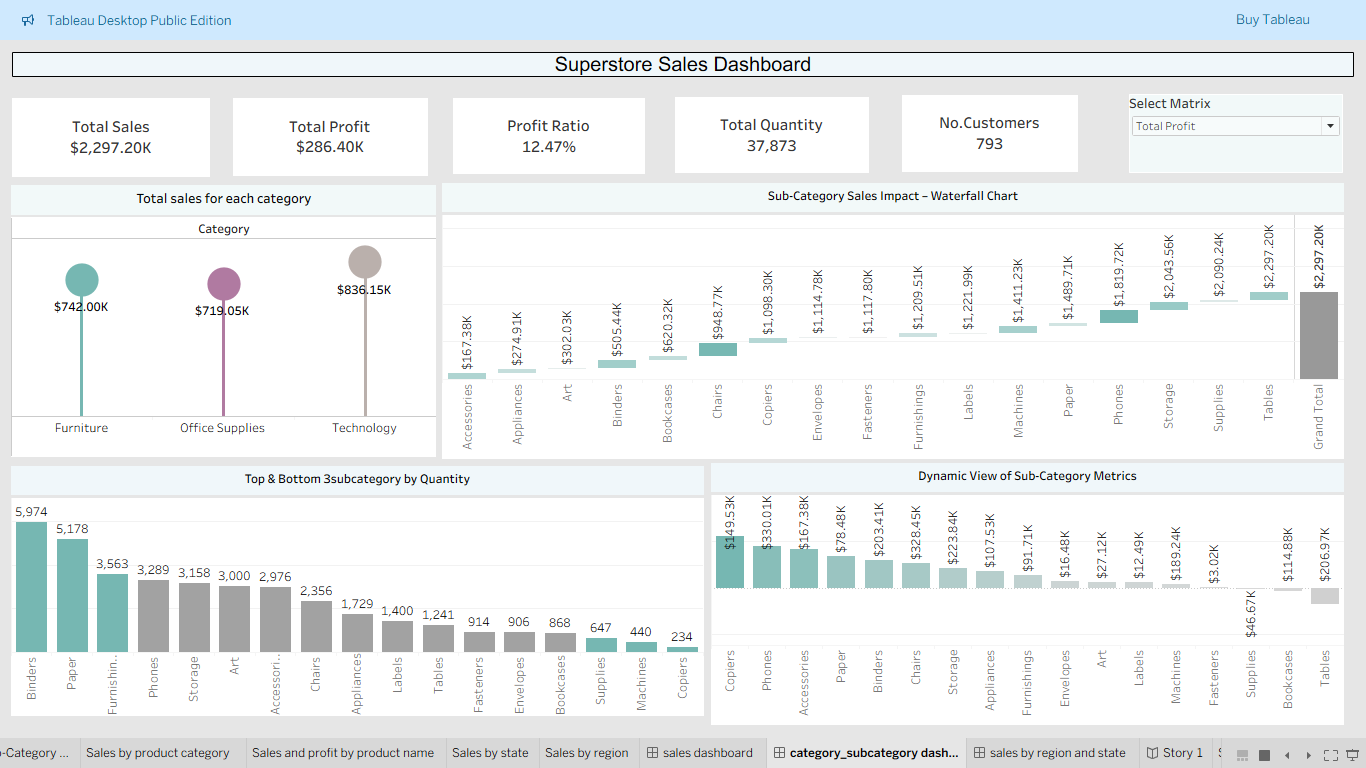 Tableau Desktop Public Edition
Buy Tableau
Superstore Sales Dashboard
Total Sales
$2,297.20K
Total Profit
$286.40K
Profit Ratio
12.47%
Total Quantity
37,873
No.Customers
793
Select Matrix
Total Profit
Total sales for each category
Category
$742.00K
$719.05K
$836.15K
Furniture
Office Supplies
Technology
Sub-Category Sales Impact – Waterfall Chart
$167.38K
$274.91K
$302.03K
$505.44K
$620.32K
$948.77K
$1,098.30K
$1,114.78K
$1,117.80K
$1,209.51K
$1,221.99K
$1,411.23K
$1,489.71K
$1,819.72K
$2,043.56K
$2,090.24K
$2,297.20K
$2,297.20K
Accessories
Appliances
Art
Binders
Bookcases
Chairs
Copiers
Envelopes
Fasteners
Furnishings
Labels
Machines
Paper
Phones
Storage
Supplies
Tables
Grand Total
Top & Bottom 3subcategory by Quantity
5,974
5,178
3,563
3,289
3,158
3,000
2,976
2,356
1,729
1,400
1,241
914
906
868
647
440
234
Binders
Paper
Furnishin..
Phones
Storage
Art
Accessori..
Chairs
Appliances
Labels
Tables
Fasteners
Envelopes
Bookcases
Supplies
Machines
Copiers
Dynamic View of Sub-Category Metrics
$149.53K
$330.01K
$167.38K
$78.48K
$203.41K
$328.45K
$223.84K
$107.53K
$91.71K
$16.48K
$27.12K
$12.49K
$189.24K
$3.02K
$46.67K
$114.88K
$206.97K
Copiers
Phones
Accessories
Paper
Binders
Chairs
Storage
Appliances
Furnishings
Envelopes
Art
Labels
Machines
Fasteners
Supplies
Bookcases
Tables
-Category ...
Sales by product category
Sales and profit by product name
Sales by state
Sales by region
sales dashboard
category_subcategory dash...
sales by region and state
Story 1